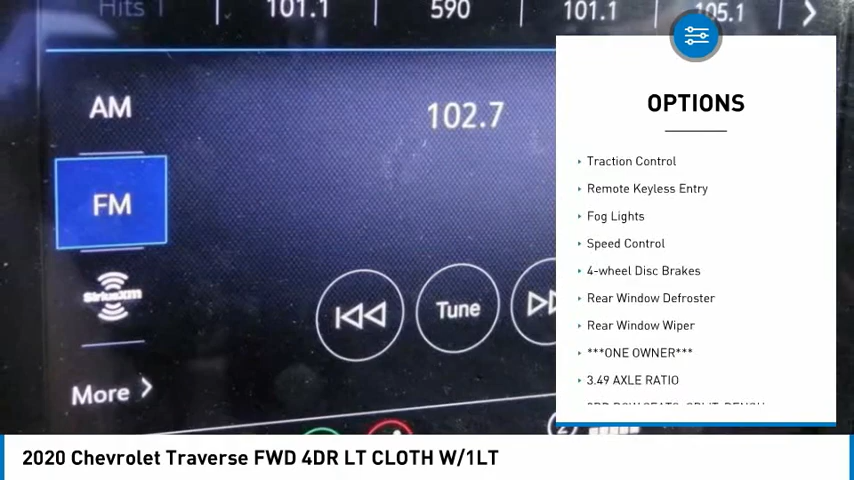 Hits 101.1 590 101.1 105.1
AM
102.7
FM
SiriusXM
Tune
More
OPTIONS
Traction Control
Remote Keyless Entry
Fog Lights
Speed Control
4-wheel Disc Brakes
Rear Window Defroster
Rear Window Wiper
***ONE OWNER***
3.49 AXLE RATIO
2020 Chevrolet Traverse FWD 4DR LT CLOTH W/1LT